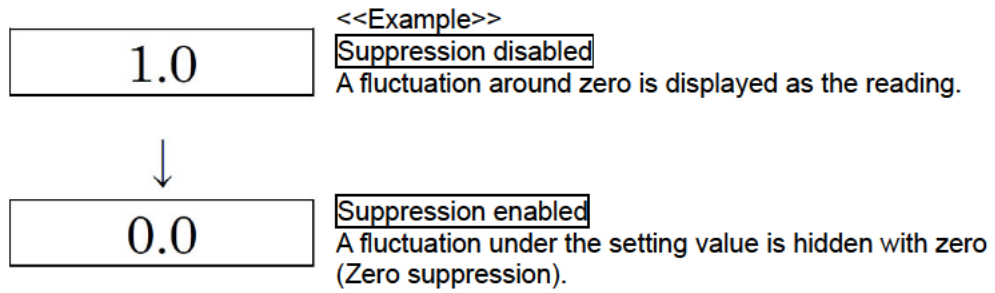 <<Example>>
Suppression disabled
1.0
A fluctuation around zero is displayed as the reading.
↓
Suppression enabled
0.0
A fluctuation under the setting value is hidden with zero
(Zero suppression).